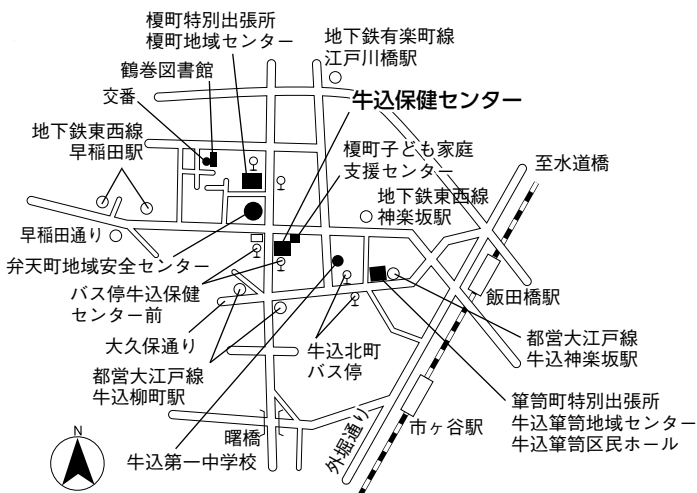 榎町特別出張所
榎町地域センター
地下鉄有楽町線
江戸川橋駅
鶴巻図書館
交番
牛込保健センター
地下鉄東西線
早稲田駅
榎町子ども家庭
支援センター
至水道橋
地下鉄東西線
神楽坂駅
早稲田通り
弁天町地域安全センター
バス停牛込保健
センター前
飯田橋駅
大久保通り
牛込北町
バス停
都営大江戸線
牛込神楽坂駅
都営大江戸線
牛込柳町駅
箪笥町特別出張所
牛込箪笥地域センター
牛込箪笥区民ホール
外堀通り
市ヶ谷駅
曙橋
牛込第一中学校
N